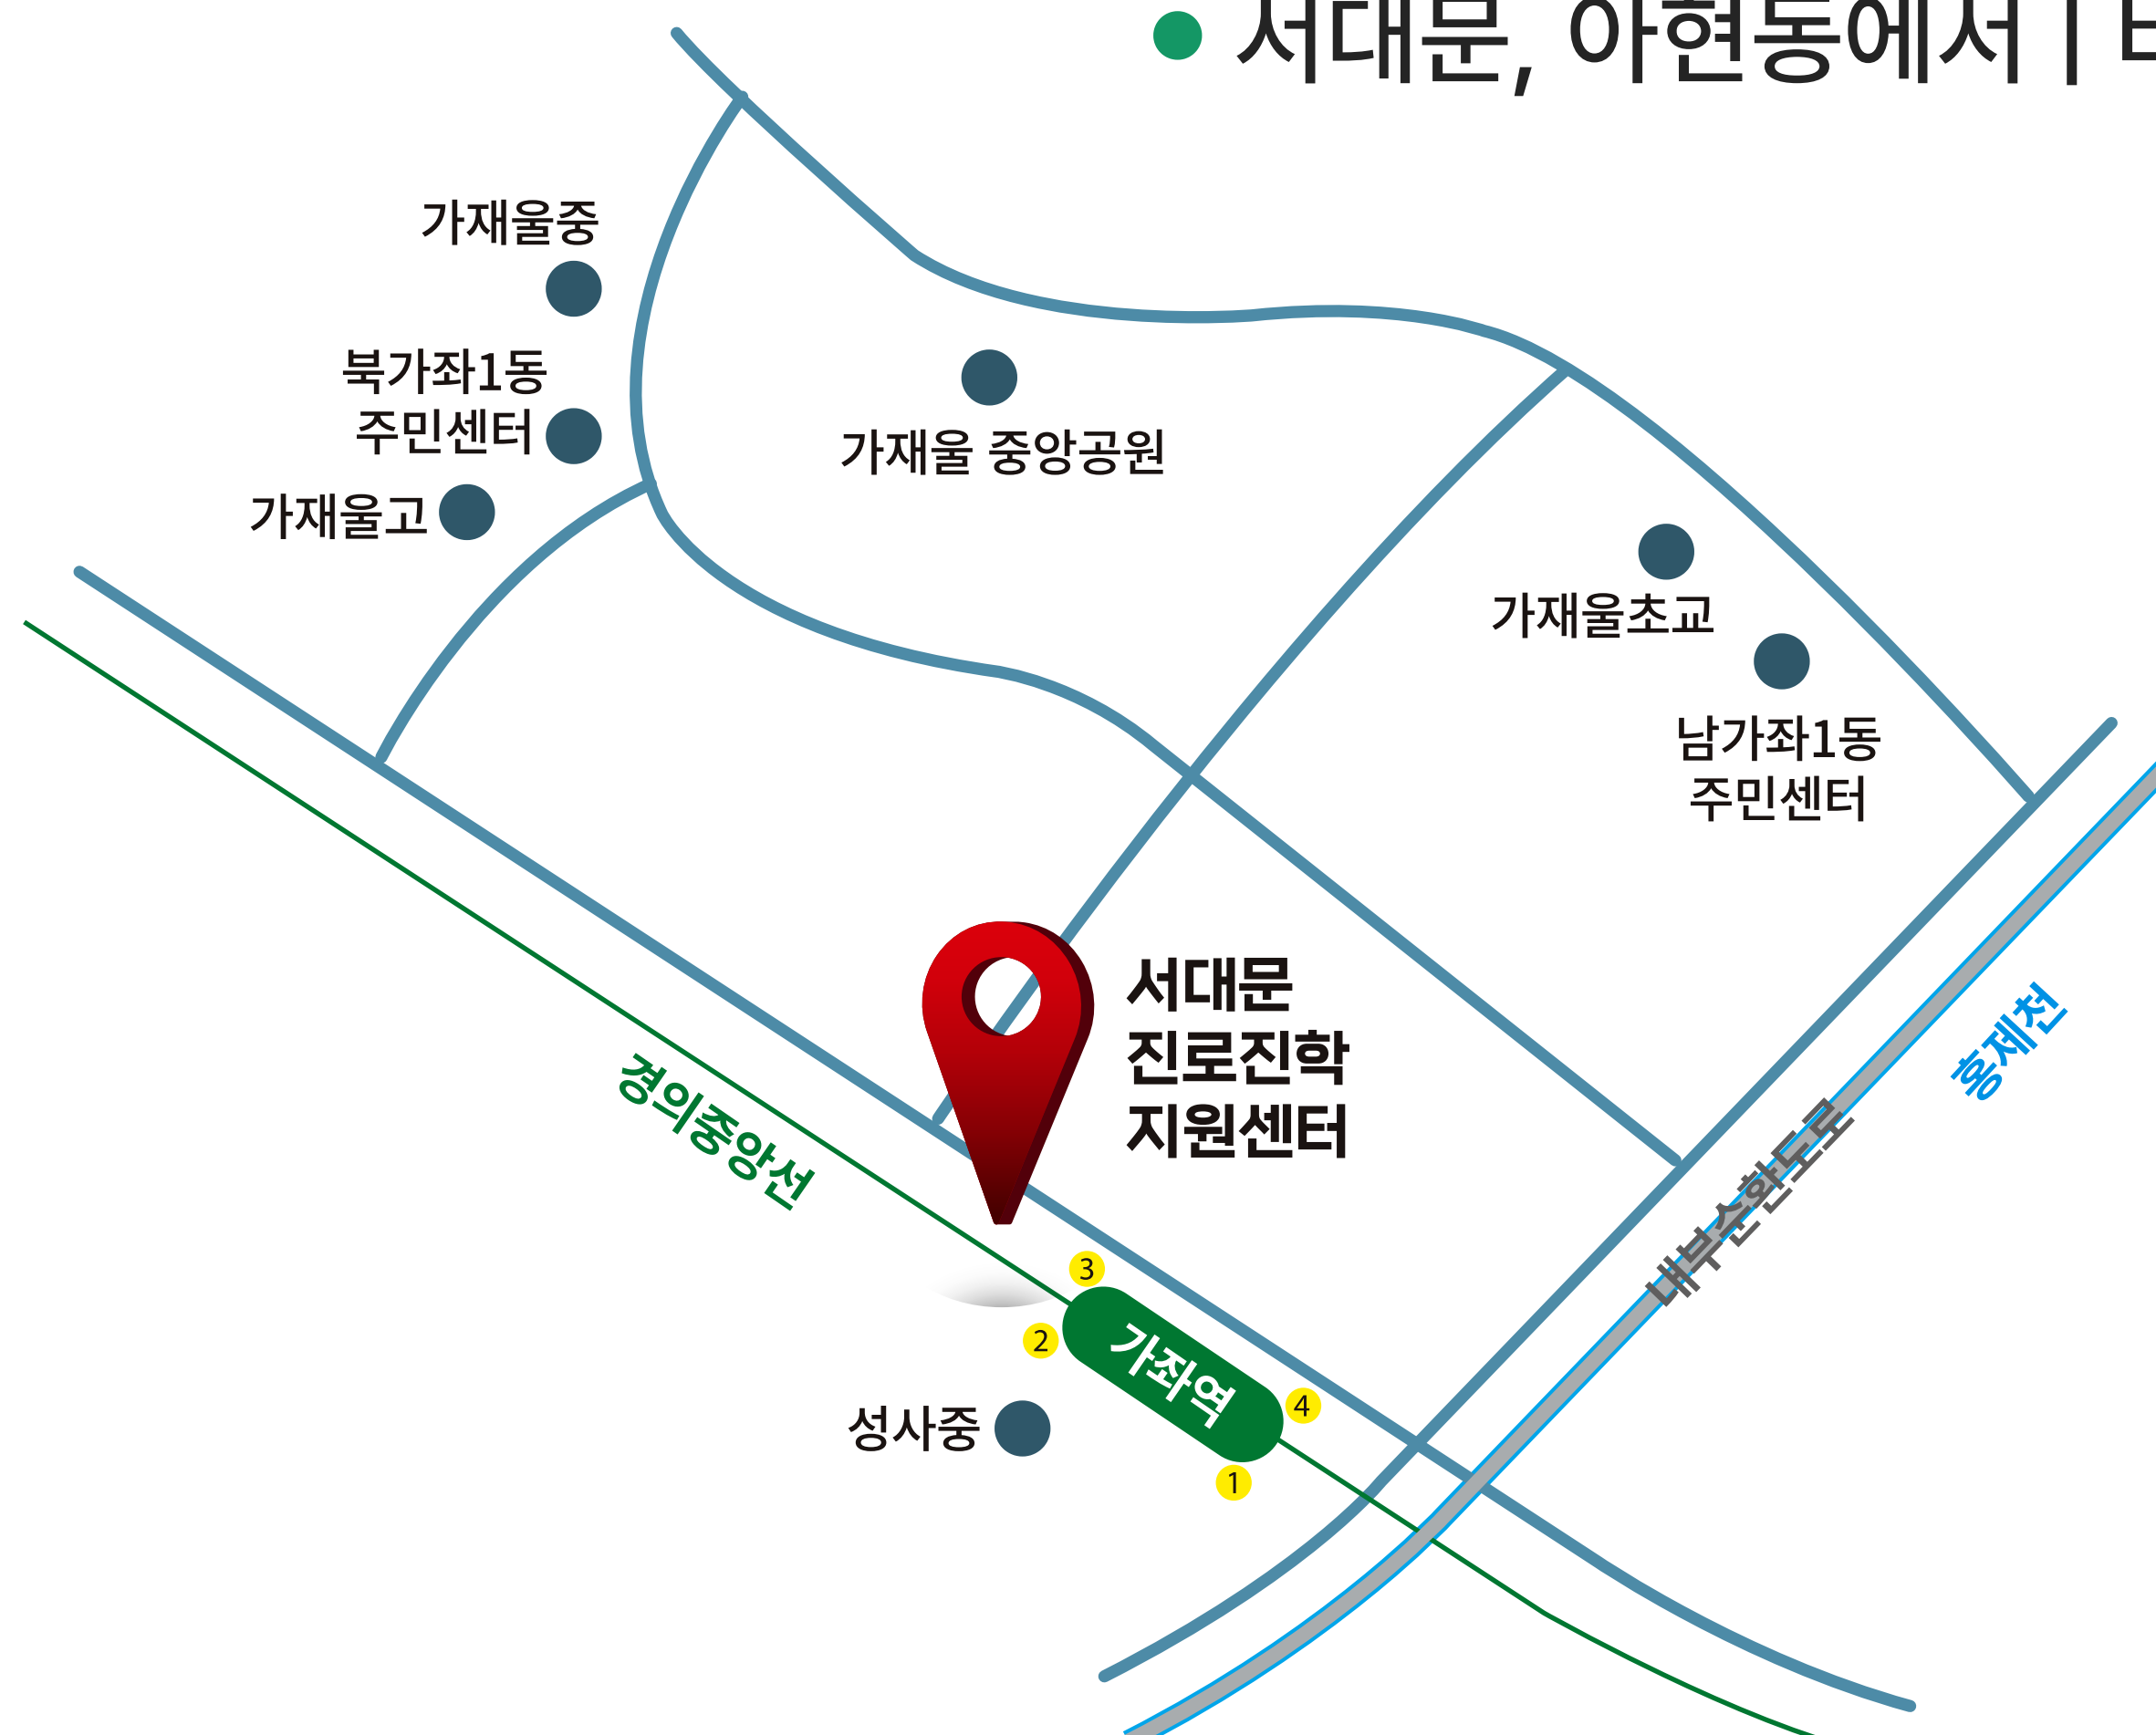 서대문, 아현동에서 |
가재울중
북가좌1동
주민센터
가재울고
가재울 중앙공원
가재울초교
남가좌1동
주민센터
서대문
진로진학
지원센터
홍제천
내부순환도로
경의중앙선
3
2
가좌역
4
1
성사중